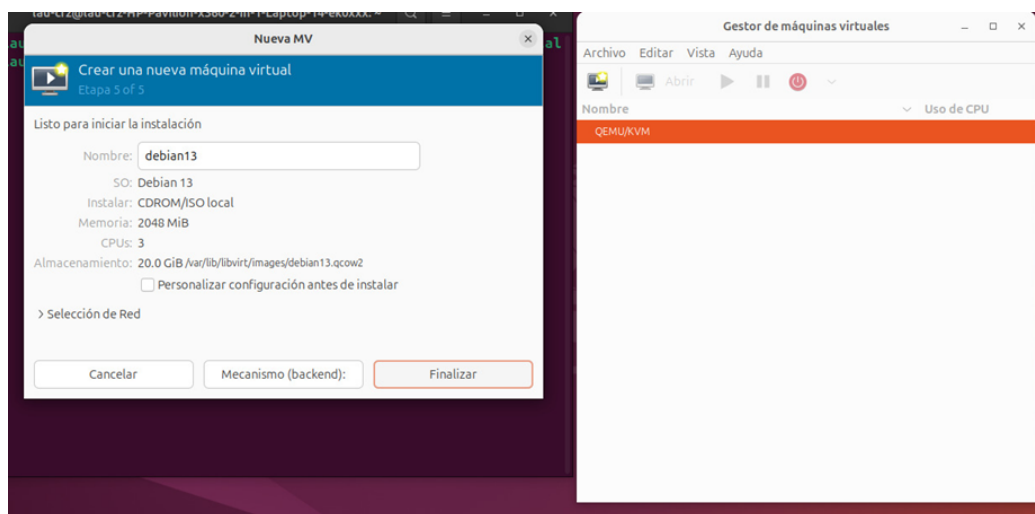 Nueva MV
al
Crear una nueva máquina virtual
Etapa 5 of 5
Listo para iniciar la instalación
Nombre: debian13
SO: Debian 13
Instalar: CDROM/ISO local
Memoria: 2048 MiB
CPUs: 3
Almacenamiento: 20.0 GiB /var/lib/libvirt/images/debian13.qcow2
Personalizar configuración antes de instalar
> Selección de Red
Cancelar
Mecanismo (backend):
Finalizar
Gestor de máquinas virtuales
Archivo Editar Vista Ayuda
Abrir
Nombre
Uso de CPU
QEMU/KVM